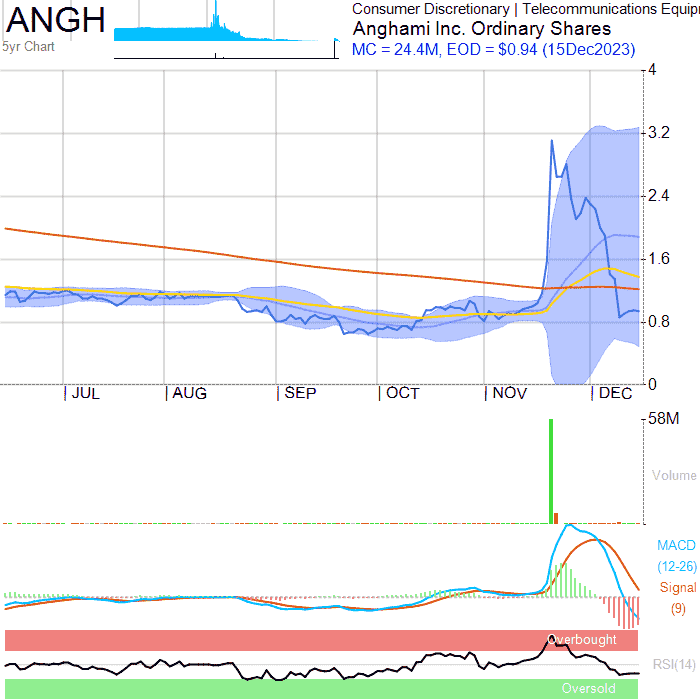 ANGH
5yr Chart
Consumer Discretionary | Telecommunications Equip
Anghami Inc. Ordinary Shares
MC = 24.4M, EOD = $0.94 (15Dec2023)
4
3.2
2.4
1.6
0.8
0
JUL AUG SEP OCT NOV DEC
58M
Volume
MACD
(12-26)
Signal
(9)
Overbought
RSI(14)
Oversold